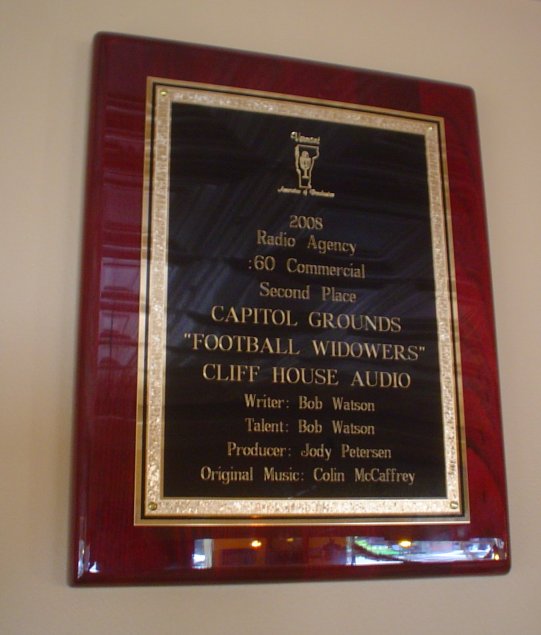 Vermont
Association of Broadcasters
2008
Radio Agency
:60 Commercial
Second Place
CAPITOL GROUNDS
"FOOTBALL WIDOWERS"
CLIFF HOUSE AUDIO
Writer: Bob Watson
Talent: Bob Watson
Producer: Jody Petersen
Original Music: Colin McCaffrey